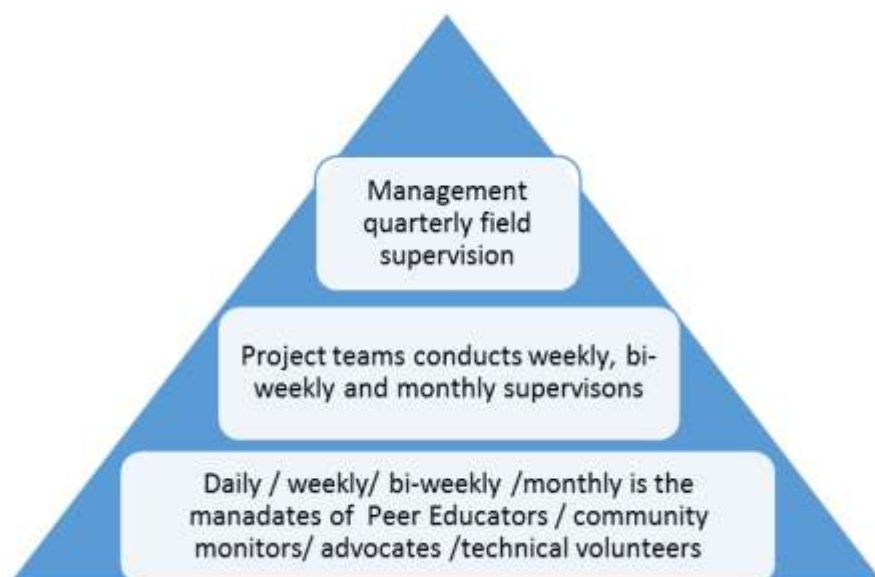 Management
quarterly field
supervision
Project teams conducts weekly, bi-
weekly and monthly supervisons
Daily / weekly/ bi-weekly /monthly is the
manadates of Peer Educators / community
monitors/ advocates /technical volunteers